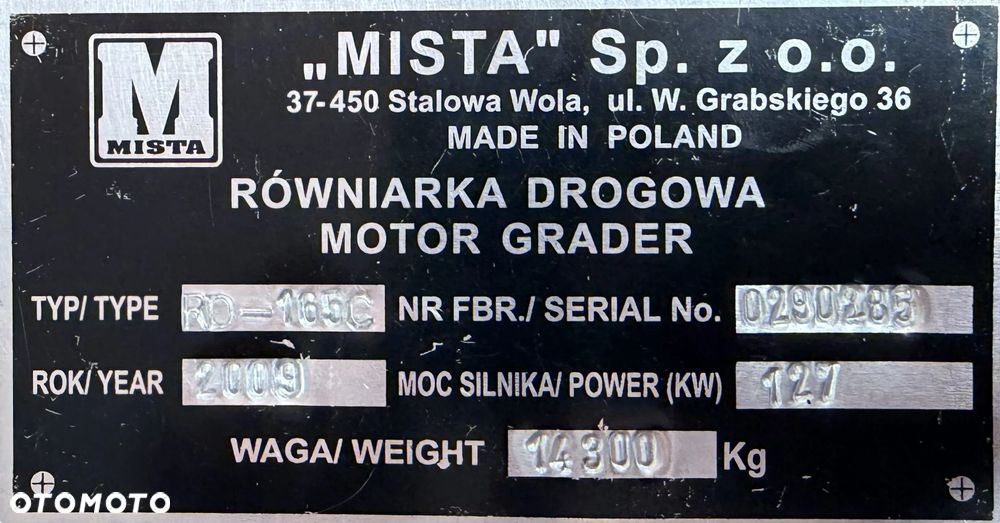 „MISTA" Sp. z o.o.
M
MISTA
37-450 Stalowa Wola, ul. W. Grabskiego 36
MADE IN POLAND
RÓWNIARKA DROGOWA
MOTOR GRADER
TYP/ TYPE RD-165C NR FBR./ SERIAL No. 0290285
ROK/ YEAR 2009 MOC SILNIKA/ POWER (KW) 127
WAGA/ WEIGHT 14300 Kg
OTOMOTO